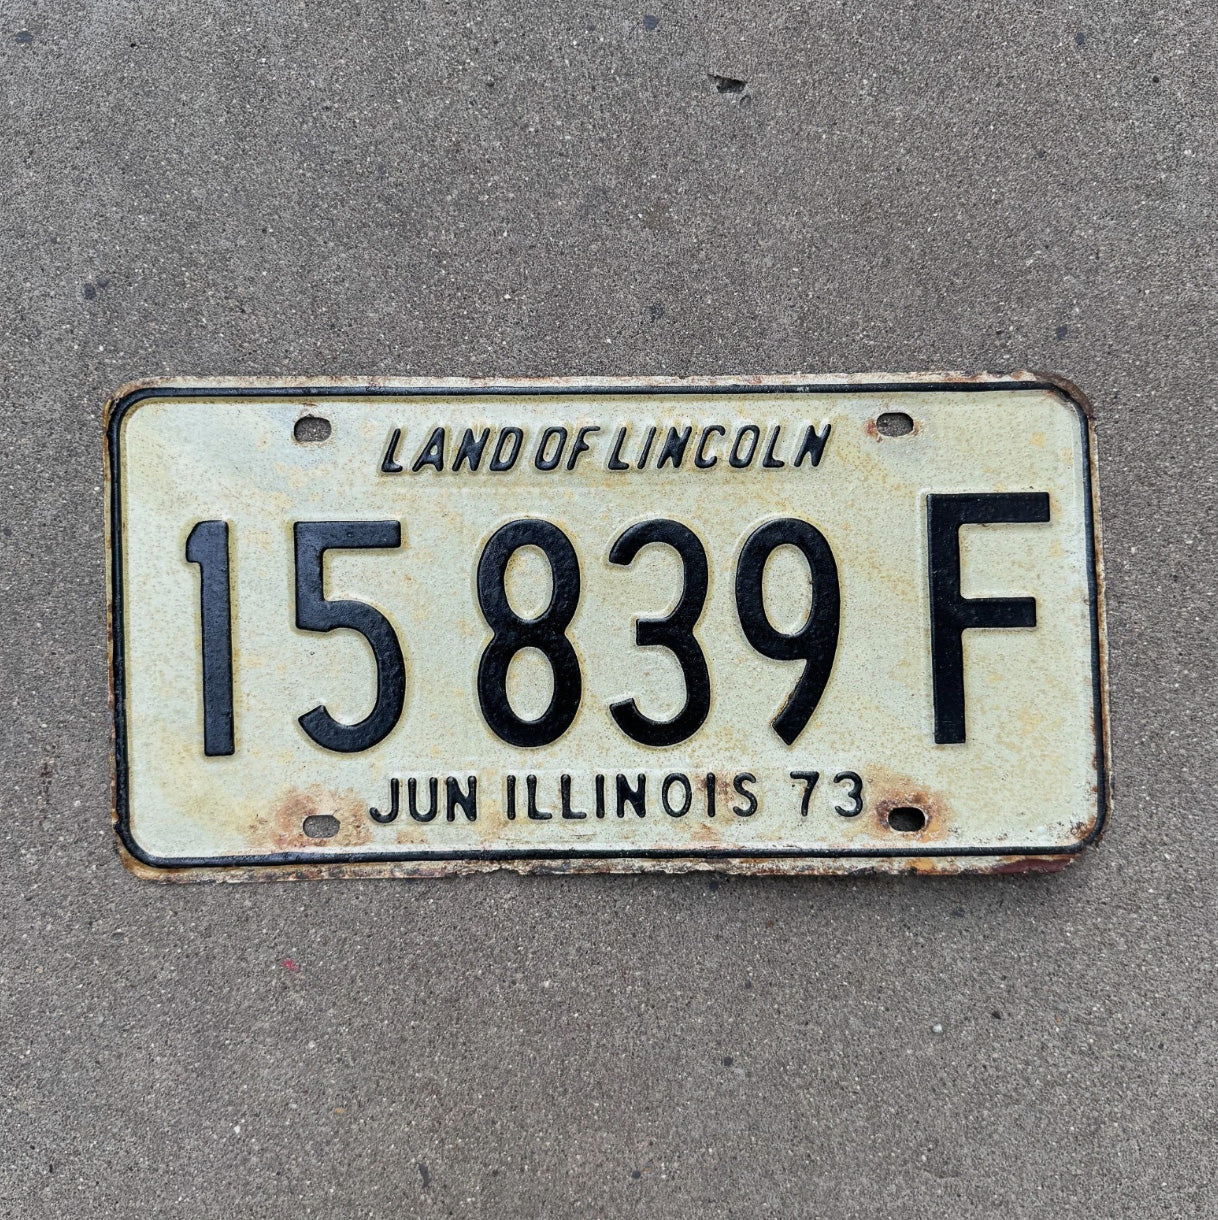 LAND OF LINCOLN
15 839 F
JUN ILLINOIS 73